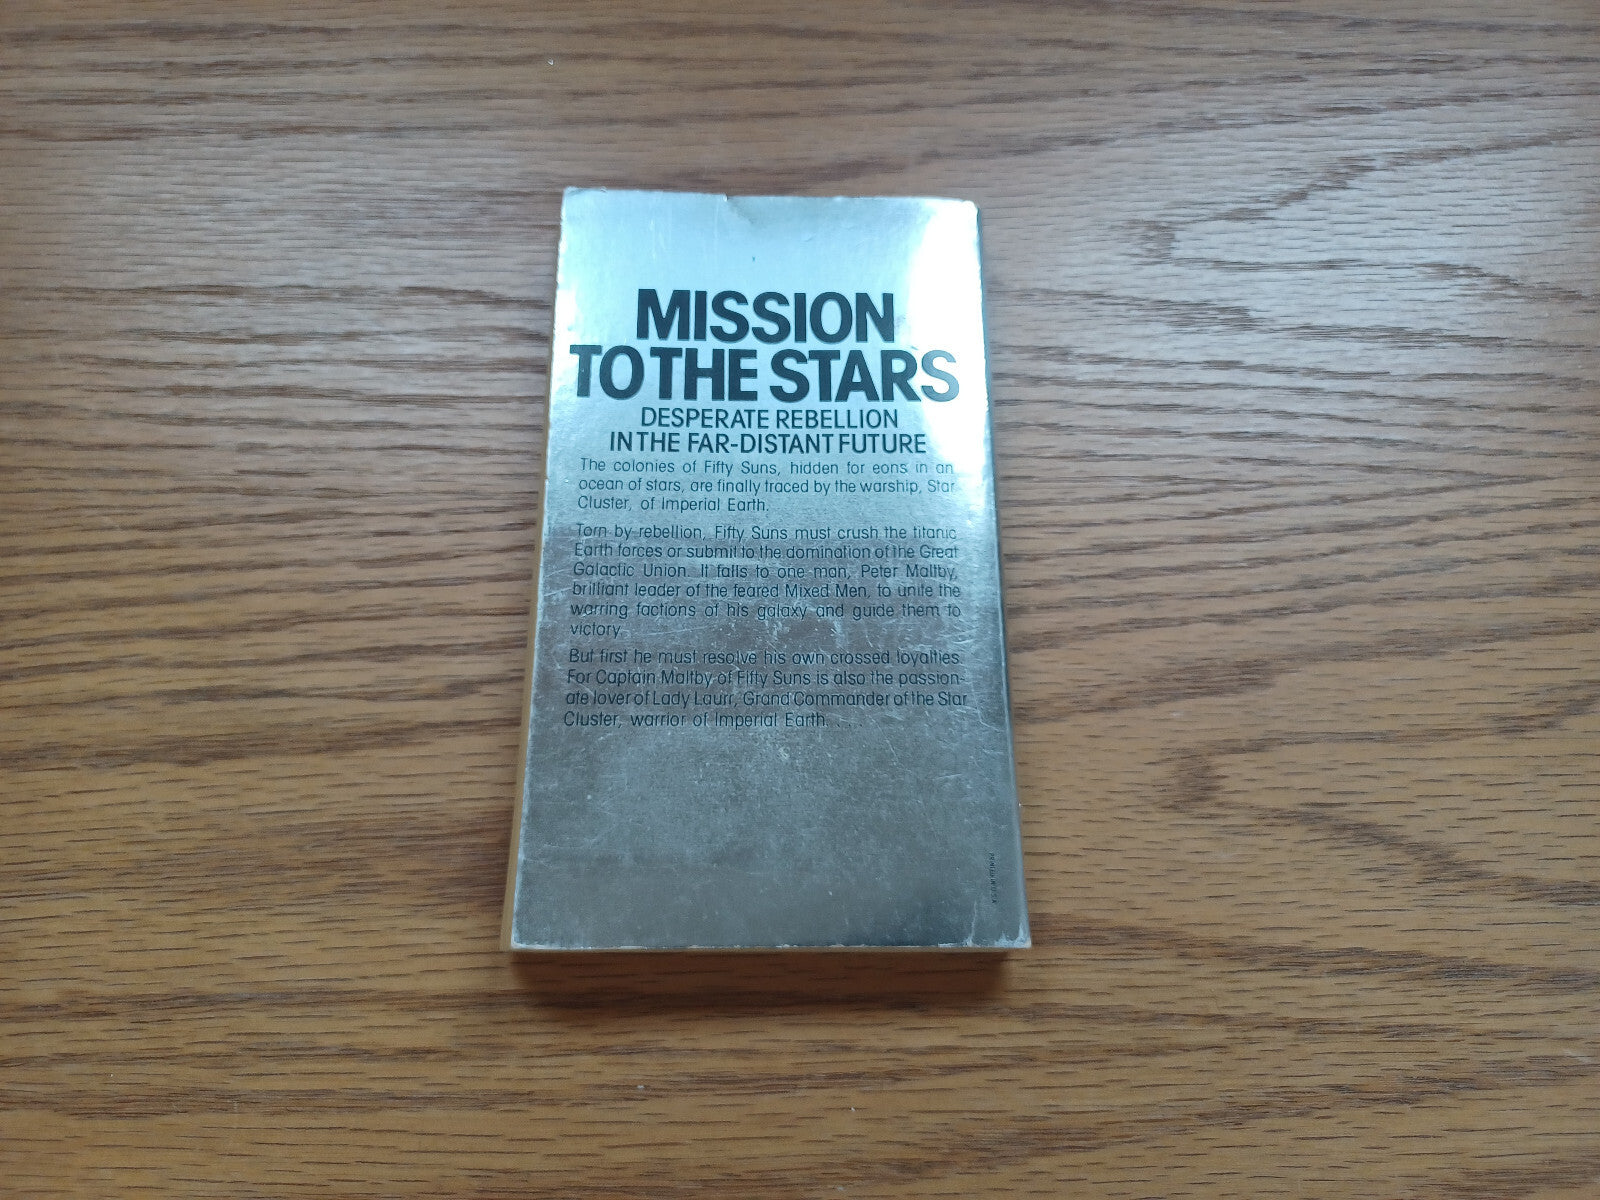 MISSION
TO THE STARS
DESPERATE REBELLION
IN THE FAR-DISTANT FUTURE
The colonies of Fifty Suns, hidden for eons in an
ocean of stars, are finally traced by the warship, Star
Cluster, of Imperial Earth.
Torn by rebellion, Fifty Suns must crush the titanic
Earth forces or submit to the domination of the Great
Galactic Union. It falls to one man, Peter Maltby,
brilliant leader of the feared Mixed Men, to unite the
warring factions of his galaxy and guide them to
victory.
But first he must resolve his own crossed loyalties.
For Captain Maltby of Fifty Suns is also the passion-
ate lover of Lady Laurr, Grand Commander of the Star
Cluster, warrior of Imperial Earth. . . .
PRINTED IN U.S.A.